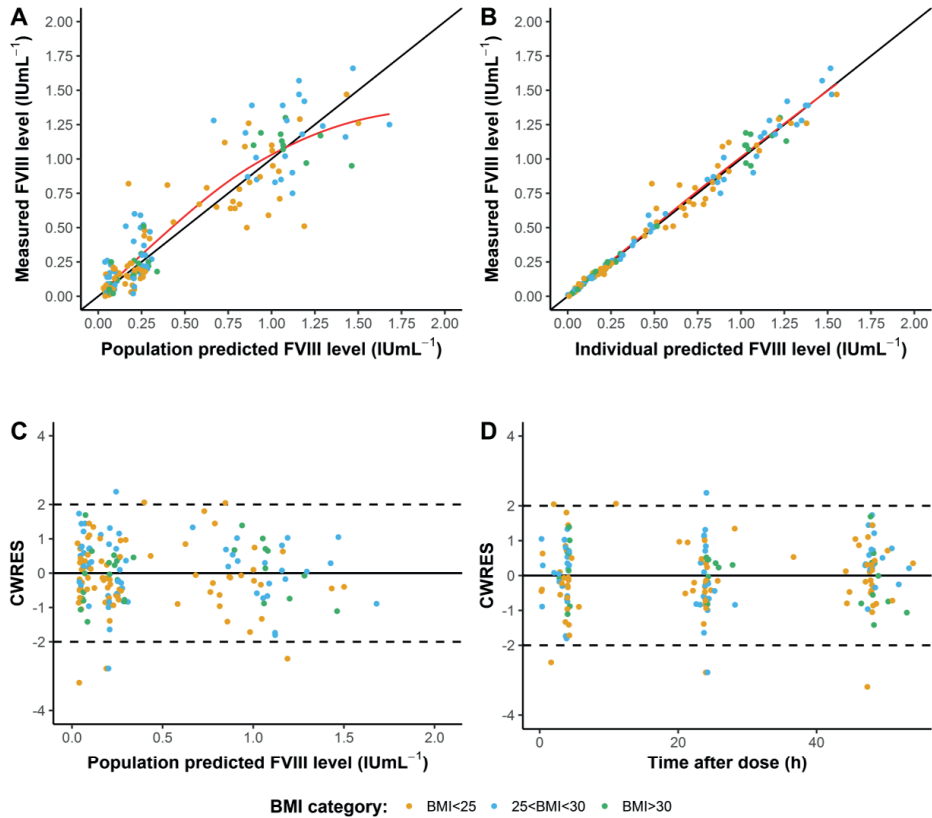 A
2.00
1.75
1.50
1.25
1.00
0.75
0.50
0.25
0.00
Measured FVIII level (IUmL⁻¹)
0.00 0.25 0.50 0.75 1.00 1.25 1.50 1.75 2.00
Population predicted FVIII level (IUmL⁻¹)
B
2.00
1.75
1.50
1.25
1.00
0.75
0.50
0.25
0.00
Measured FVIII level (IUmL⁻¹)
0.00 0.25 0.50 0.75 1.00 1.25 1.50 1.75 2.00
Individual predicted FVIII level (IUmL⁻¹)
C
4
2
0
-2
-4
CWRES
0.0 0.5 1.0 1.5 2.0
Population predicted FVIII level (IUmL⁻¹)
D
4
2
0
-2
-4
CWRES
0 20 40
Time after dose (h)
BMI category: BMI<25 25<BMI<30 BMI>30